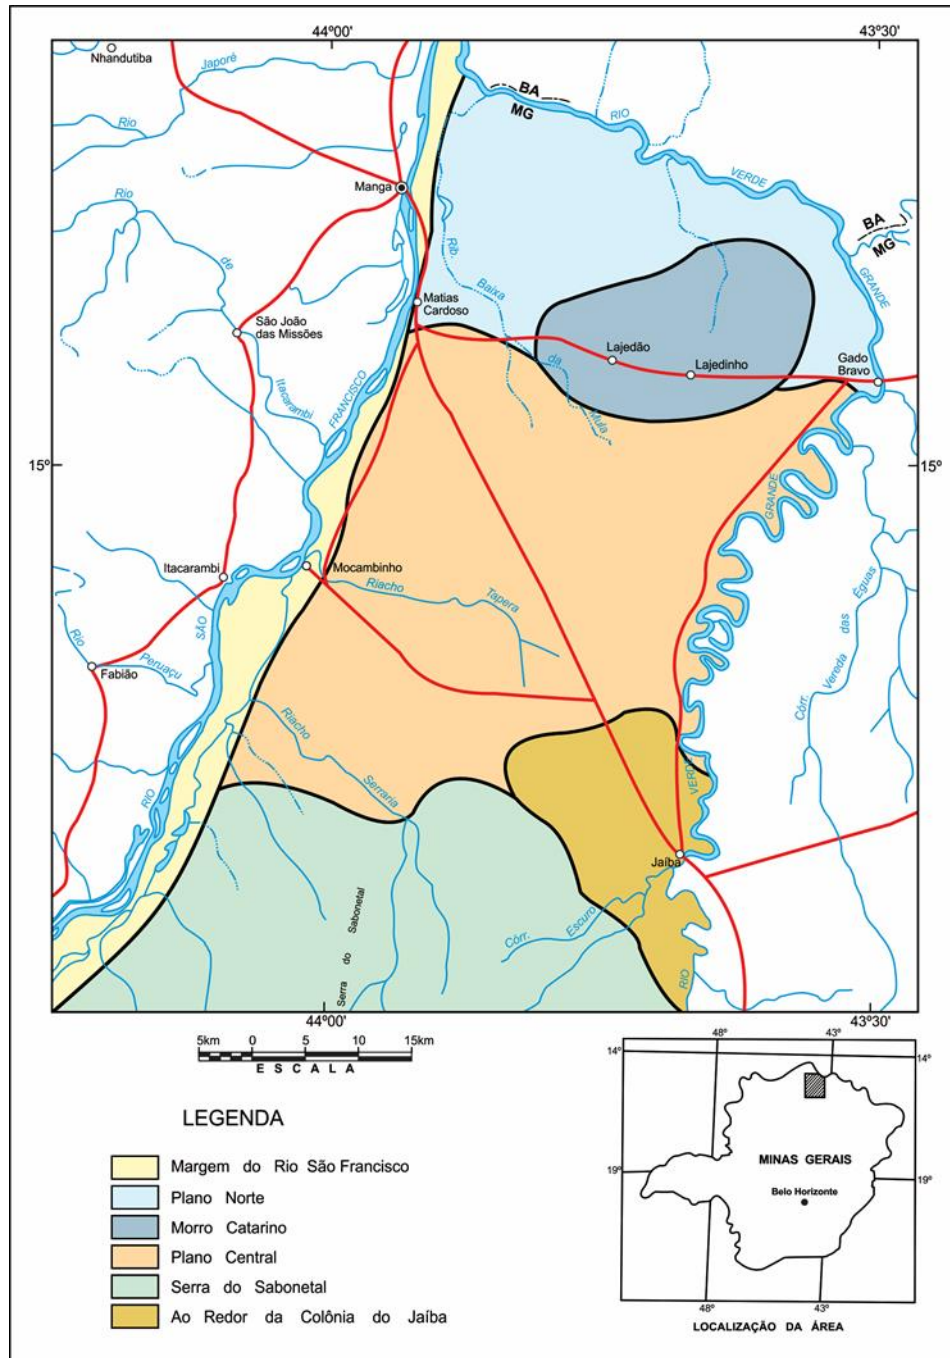 44º00'
43º30'
Nhandutiba
Japoré
Rio
BA
MG
RIO
VERDE
Manga
Rio
de
Rib.
Baixa
BA
MG
GRANDE
Matias
Cardoso
São João
das Missões
Lajedão
da
Lajedinho
Gado
Bravo
Itacarambi
FRANCISCO
Mula
15º
15º
GRANDE
Itacarambi
Mocambinho
Riacho
Tapera
Córr. Vereda das Éguas
SÃO
Rio
Peruaçu
Fabião
Riacho
Serraria
RIO
VERDE
Jaíba
Serra do Sabonetal
Córr. Escuro
RIO
44º00'
43º30'
5km 0 5 10 15km
ESCALA
48º 43º
14º 14º
MINAS GERAIS
19º 19º
Belo Horizonte
48º 43º
LOCALIZAÇÃO DA ÁREA
LEGENDA
Margem do Rio São Francisco
Plano Norte
Morro Catarino
Plano Central
Serra do Sabonetal
Ao Redor da Colônia do Jaíba